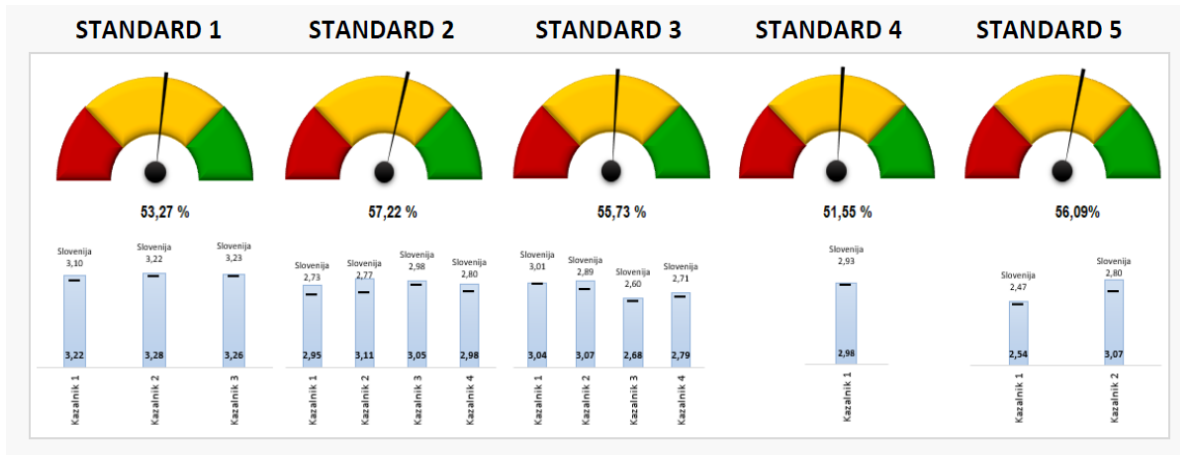 STANDARD 1
STANDARD 2
STANDARD 3
STANDARD 4
STANDARD 5
53,27 %
57,22 %
55,73 %
51,55 %
56,09%
Slovenija
3,10
Slovenija
3,22
Slovenija
3,23
3,22
3,28
3,26
Kazalnik 1
Kazalnik 2
Kazalnik 3
Slovenija
2,73
Slovenija
2,77
Slovenija
2,98
Slovenija
2,80
2,95
3,11
3,05
2,98
Kazalnik 1
Kazalnik 2
Kazalnik 3
Kazalnik 4
Slovenija
3,01
Slovenija
2,89
Slovenija
2,60
Slovenija
2,71
3,04
3,07
2,68
2,79
Kazalnik 1
Kazalnik 2
Kazalnik 3
Kazalnik 4
Slovenija
2,93
2,98
Kazalnik 1
Slovenija
2,47
Slovenija
2,80
2,54
3,07
Kazalnik 1
Kazalnik 2